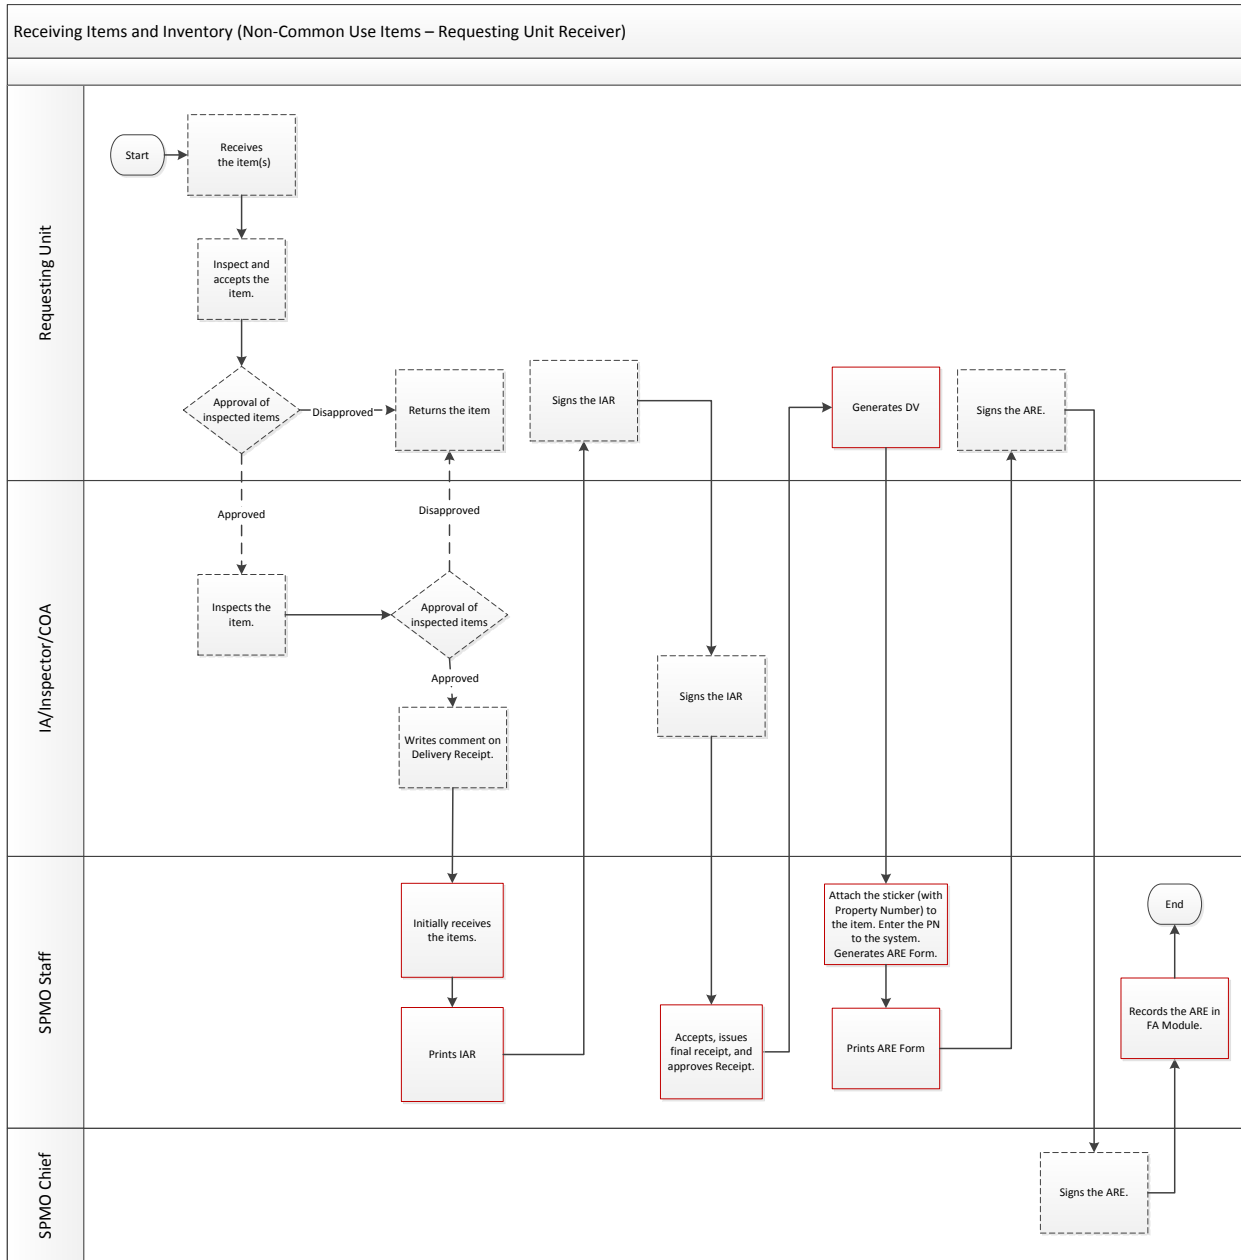 Receiving Items and Inventory (Non-Common Use Items – Requesting Unit Receiver)
Requesting Unit
Start
Receives
the item(s)
Inspect and
accepts the
item.
Approval of
inspected items
Disapproved
Returns the item
Signs the IAR
Generates DV
Signs the ARE.
Approved
Disapproved
IA/Inspector/COA
Inspects the
item.
Approval of
inspected items
Approved
Writes comment on
Delivery Receipt.
Signs the IAR
SPMO Staff
Initially receives
the items.
Prints IAR
Accepts, issues
final receipt, and
approves Receipt.
Attach the sticker (with
Property Number) to
the item. Enter the PN
to the system.
Generates ARE Form.
Prints ARE Form
End
Records the ARE in
FA Module.
SPMO Chief
Signs the ARE.